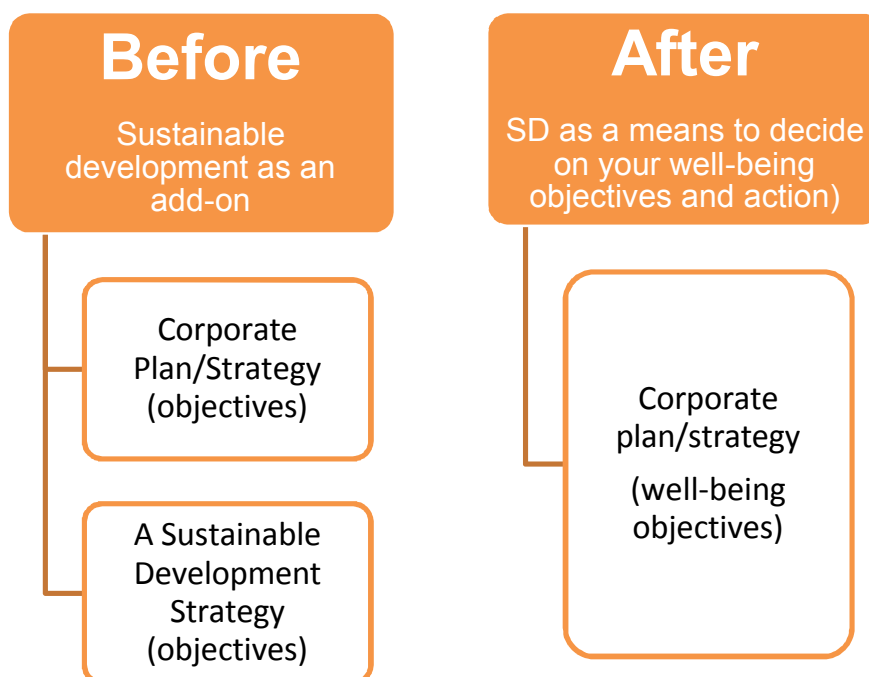 Before
Sustainable
development as an
add-on
Corporate
Plan/Strategy
(objectives)
A Sustainable
Development
Strategy
(objectives)
After
SD as a means to decide
on your well-being
objectives and action)
Corporate
plan/strategy
(well-being
objectives)